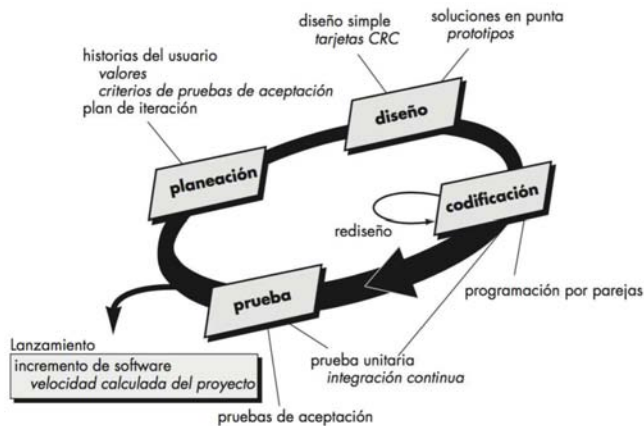 diseño simple
tarjetas CRC
soluciones en punta
prototipos
historias del usuario
valores
criterios de pruebas de aceptación
plan de iteración
diseño
planeación
codificación
rediseño
prueba
programación por parejas
Lanzamiento
incremento de software
velocidad calculada del proyecto
prueba unitaria
integración continua
pruebas de aceptación